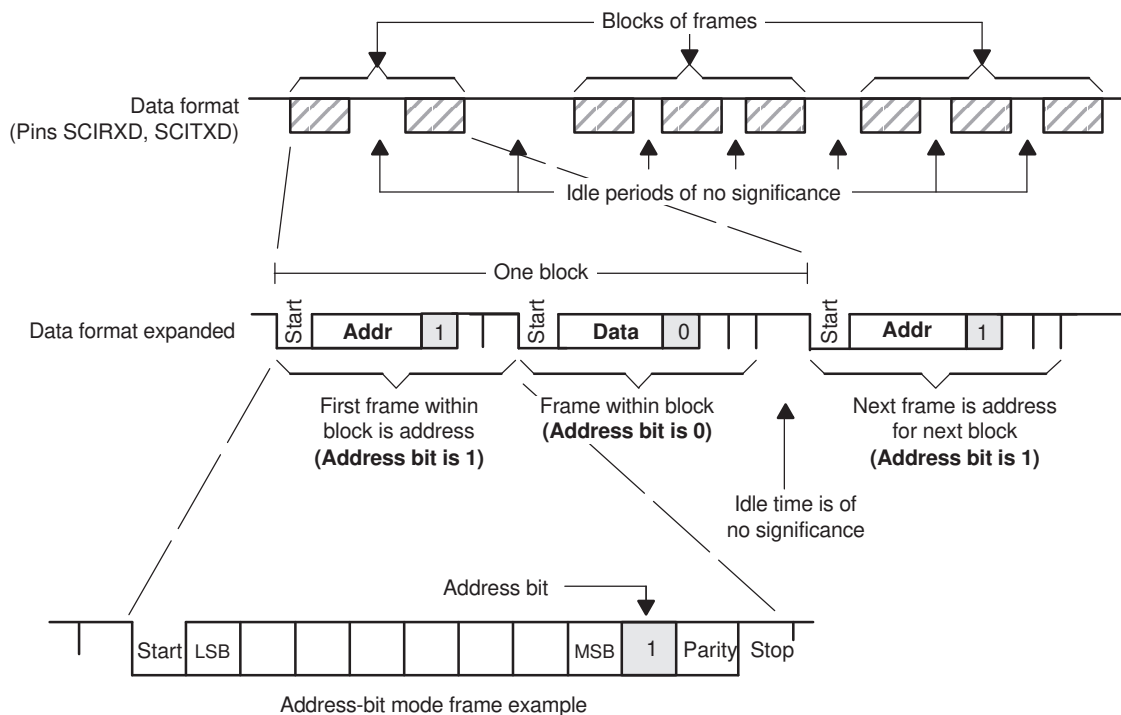 Blocks of frames
Data format
(Pins SCIRXD, SCITXD)
Idle periods of no significance
One block
Data format expanded
Start
Addr
1
Start
Data
0
Start
Addr
1
First frame within
block is address
(Address bit is 1)
Frame within block
(Address bit is 0)
Next frame is address
for next block
(Address bit is 1)
Idle time is of
no significance
Address bit
Start
LSB
MSB
1
Parity
Stop
Address-bit mode frame example